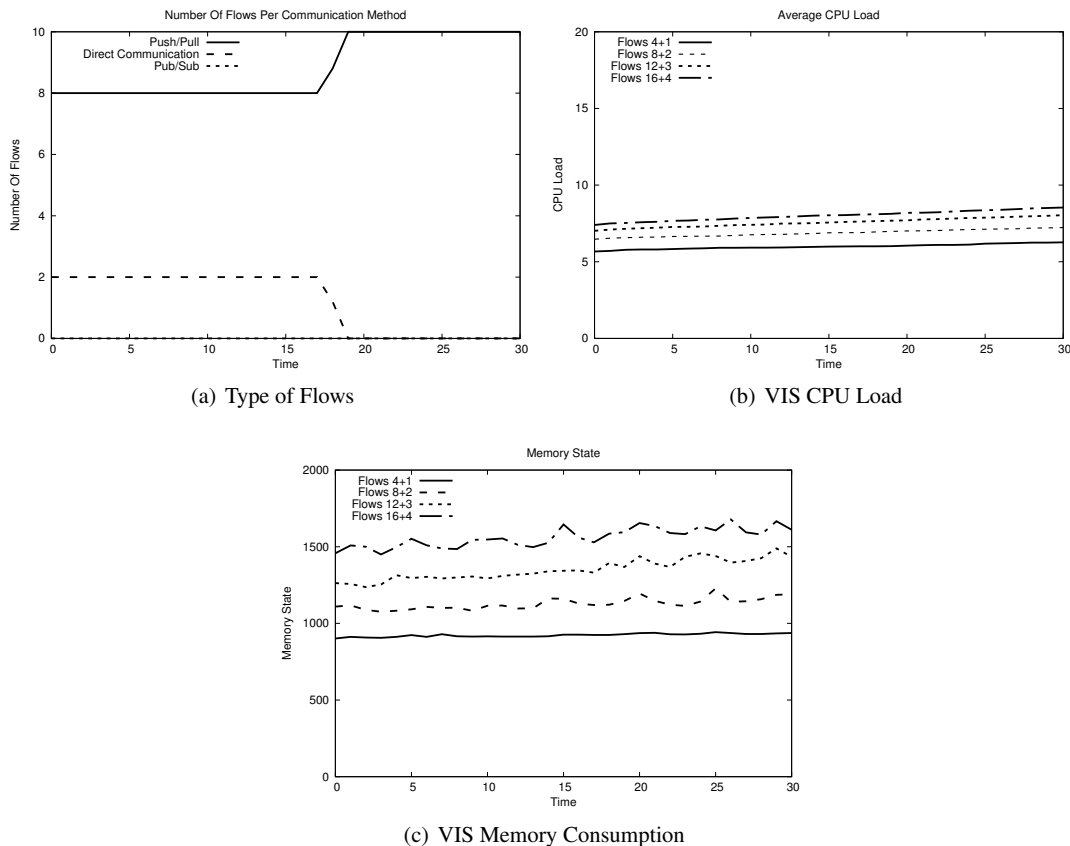 Number Of Flows Per Communication Method
10
8
6
4
2
0
Number Of Flows
Push/Pull
Direct Communication
Pub/Sub
0 5 10 15 20 25 30
Time
(a) Type of Flows
Average CPU Load
20
15
10
5
0
CPU Load
Flows 4+1
Flows 8+2
Flows 12+3
Flows 16+4
0 5 10 15 20 25 30
Time
(b) VIS CPU Load
Memory State
2000
1500
1000
500
0
Memory State
Flows 4+1
Flows 8+2
Flows 12+3
Flows 16+4
0 5 10 15 20 25 30
Time
(c) VIS Memory Consumption